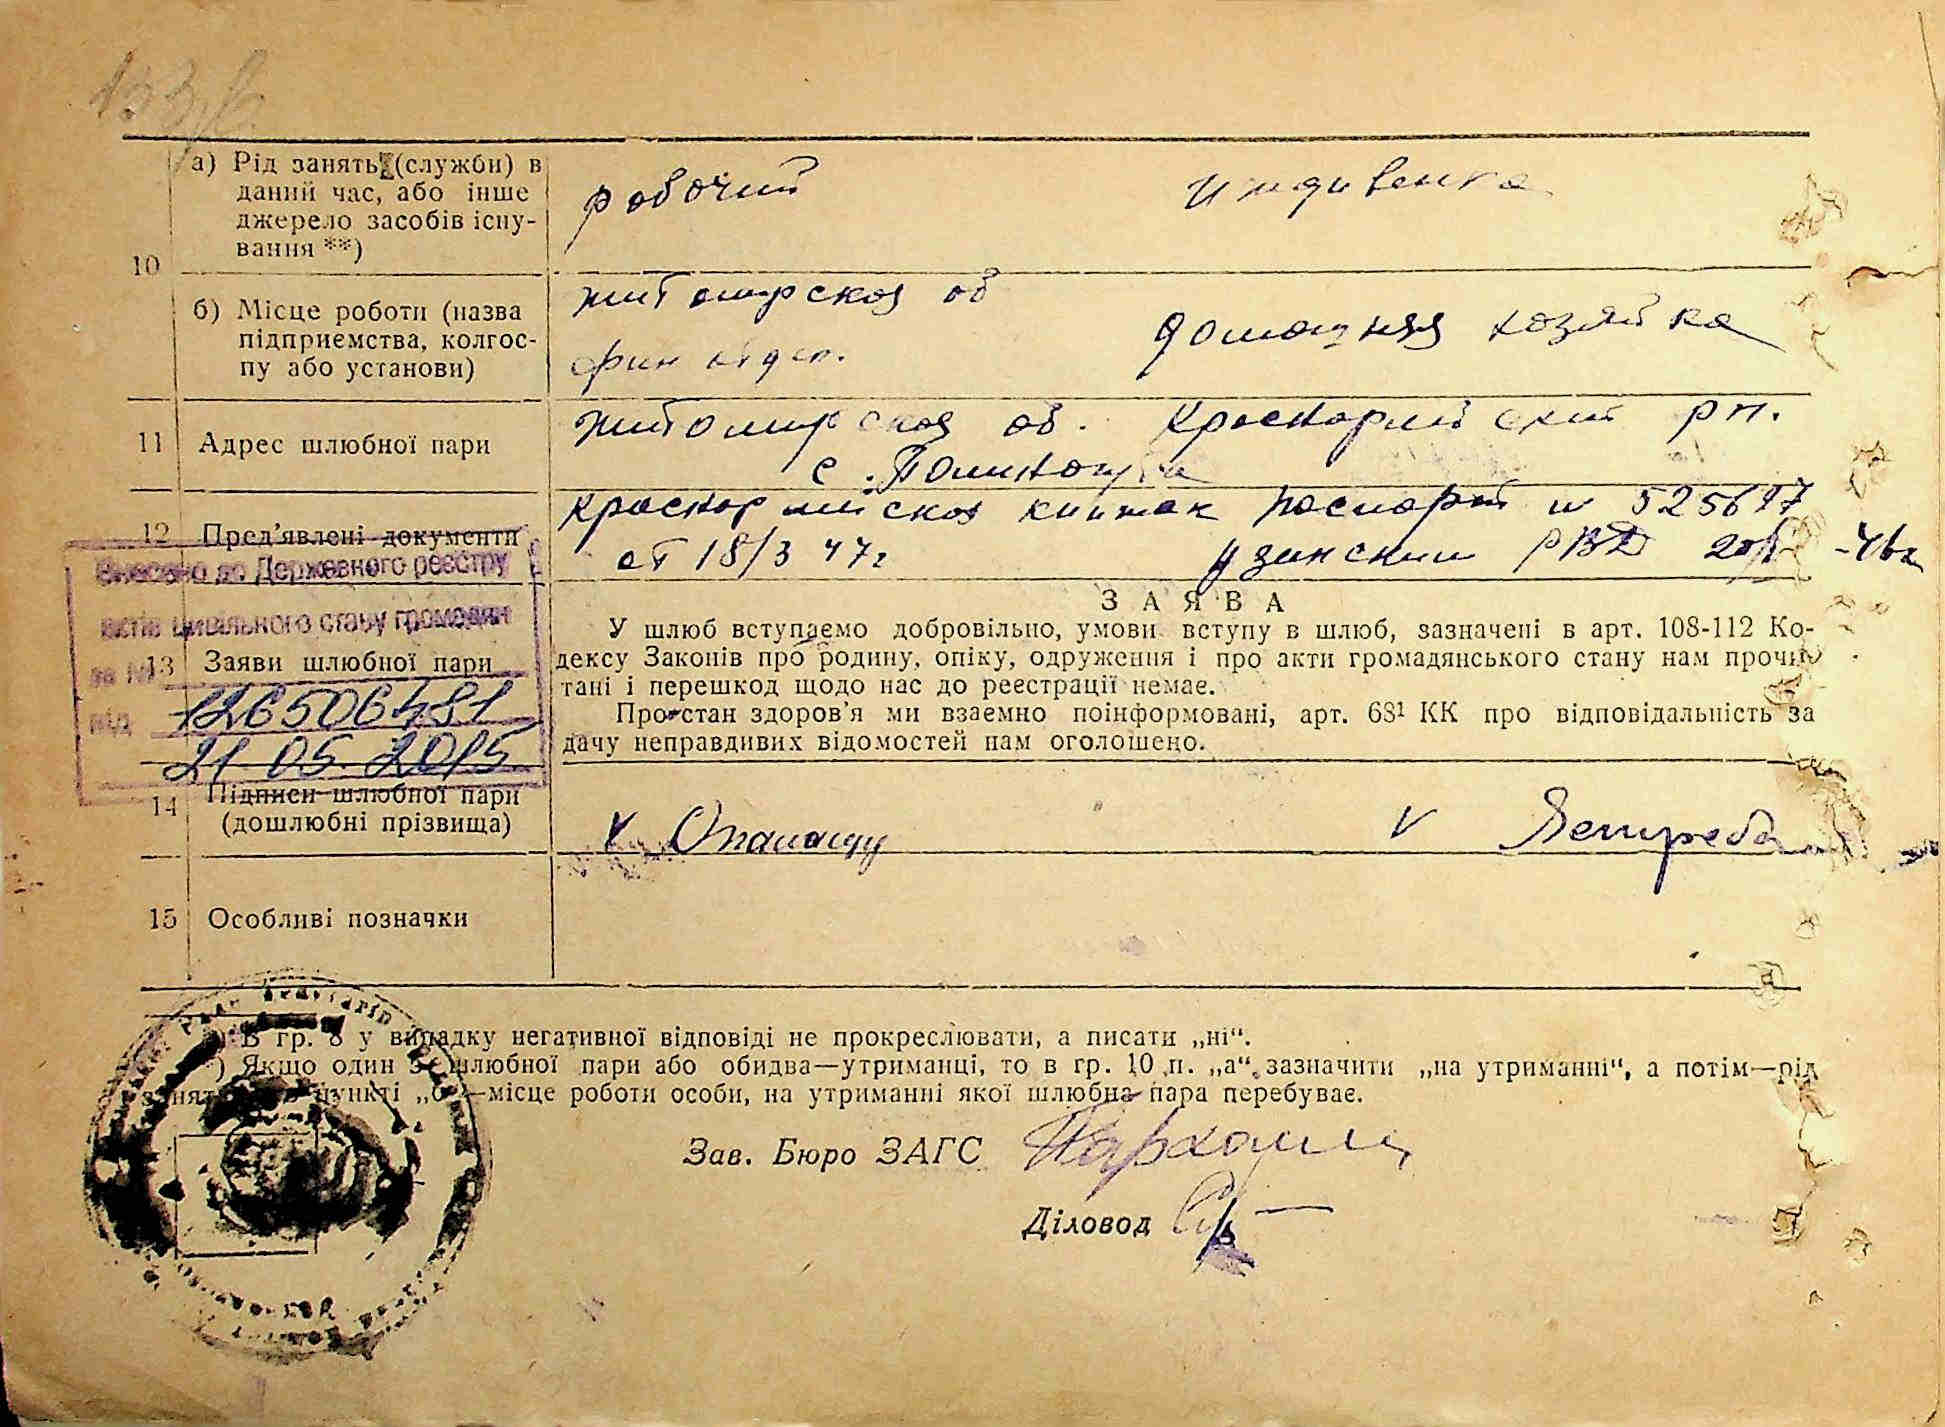 10
а) Рід занять (служби) в
даний час, або інше
джерело засобів існу-
вання **)
робочий
иждивенка
б) Місце роботи (назва
підприємства, колгос-
пу або установи)
житомирская об
фин отдел.
домашняя хозяйка
11 Адрес шлюбної пари
житомирская об.
с.
12 Пред’явлені документи
паспорт
от 18/3 47г
узинский РВД
Внесено до Державного реєстру
актів цивільного стану громадян
за №
126506481
від
21 05. 2015
13 Заяви шлюбної пари
ЗАЯВА
У шлюб вступаємо добровільно, умови вступу в шлюб, зазначені в арт. 108-112 Ко-
дексу Законів про родину, опіку, одруження і про акти громадянського стану нам прочи-
тані і перешкод щодо нас до реєстрації немає.
Про стан здоров’я ми взаємно поінформовані, арт. 68¹ КК про відповідальність за
дачу неправдивих відомостей нам оголошено.
14 Підписи шлюбної пари
(дошлюбні прізвища)
15 Особливі позначки
В гр. 8 у випадку негативної відповіді не прокреслювати, а писати „ні“.
) Якщо один з шлюбної пари або обидва—утриманці, то в гр. 10 п. „а“ зазначити „на утриманні“, а потім—рід
пункті —місце роботи особи, на утриманні якої шлюбна пара перебуває.
Зав. Бюро ЗАГС
Діловод